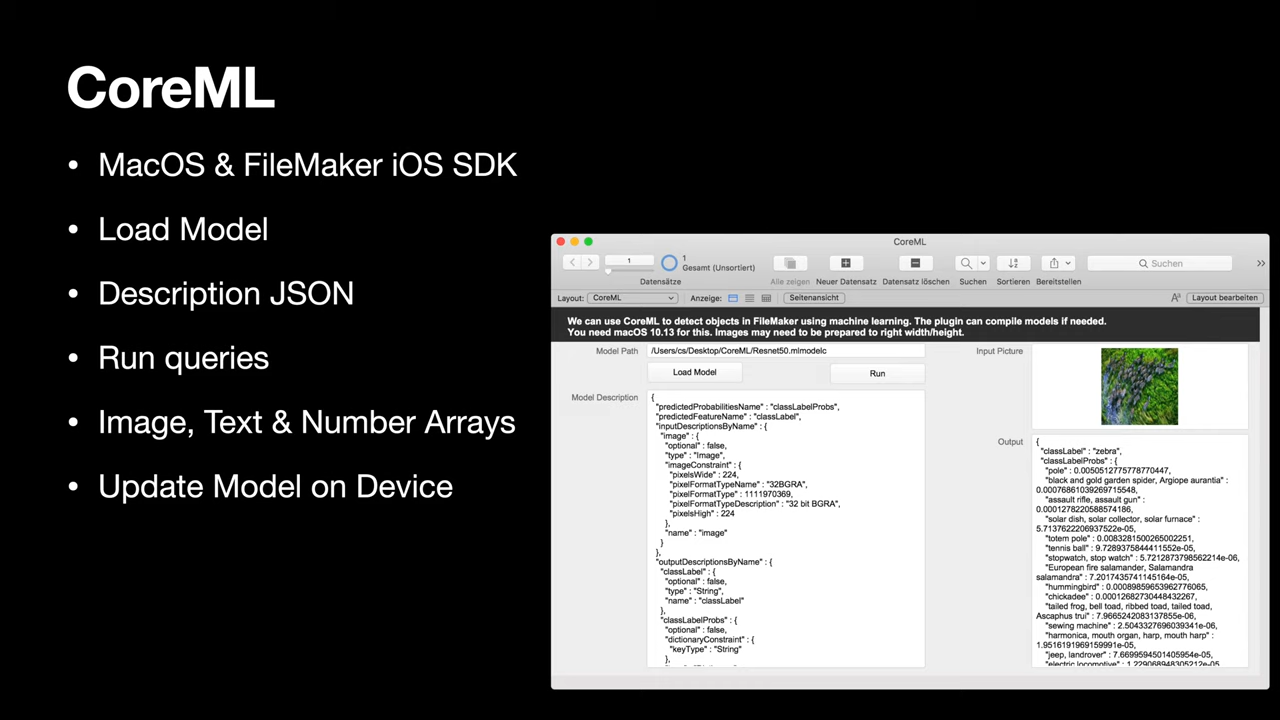 CoreML
• MacOS & FileMaker iOS SDK
• Load Model
• Description JSON
• Run queries
• Image, Text & Number Arrays
• Update Model on Device
CoreML
1
1
Gesamt (Unsortiert)
Datensätze
Alle zeigen
Neuer Datensatz
Datensatz löschen
Suchen
Sortieren
Bereitstellen
Suchen
Layout: CoreML
Anzeige:
Seitenansicht
Layout bearbeiten
We can use CoreML to detect objects in FileMaker using machine learning. The plugin can compile models if needed.
You need macOS 10.13 for this. Images may need to be prepared to right width/height.
Model Path
/Users/cs/Desktop/CoreML/Resnet50.mlmodelc
Load Model
Run
Model Description
{
"predictedProbabilitiesName" : "classLabelProbs",
"predictedFeatureName" : "classLabel",
"inputDescriptionsByName" : {
"image" : {
"optional" : false,
"type" : "Image",
"imageConstraint" : {
"pixelsWide" : 224,
"pixelFormatTypeName" : "32BGRA",
"pixelFormatType" : 1111970369,
"pixelFormatTypeDescription" : "32 bit BGRA",
"pixelsHigh" : 224
},
"name" : "image"
}
},
"outputDescriptionsByName" : {
"classLabel" : {
"optional" : false,
"type" : "String",
"name" : "classLabel"
},
"classLabelProbs" : {
"optional" : false,
"dictionaryConstraint" : {
"keyType" : "String"
},
Input Picture
Output
{
"classLabel" : "zebra",
"classLabelProbs" : {
"pole" : 0.0050512775778770447,
"black and gold garden spider, Argiope aurantia" :
0.00076861039269715548,
"assault rifle, assault gun" :
0.0001278220588574186,
"solar dish, solar collector, solar furnace" :
5.7137622206937522e-05,
"totem pole" : 0.0083281500265002251,
"tennis ball" : 9.7289375844411552e-05,
"stopwatch, stop watch" : 5.7212873798562214e-06,
"European fire salamander, Salamandra
salamandra" : 7.2017435741145164e-05,
"hummingbird" : 0.00089859653962776065,
"chickadee" : 0.00012682730448432267,
"tailed frog, bell toad, ribbed toad, tailed toad,
Ascaphus trui" : 7.9665242083137855e-06,
"sewing machine" : 2.5043327696039341e-06,
"harmonica, mouth organ, harp, mouth harp" :
1.9516191969159991e-05,
"jeep, landrover" : 7.6699594501405954e-05,
"electric locomotive" : 1.229068948305212e-05,